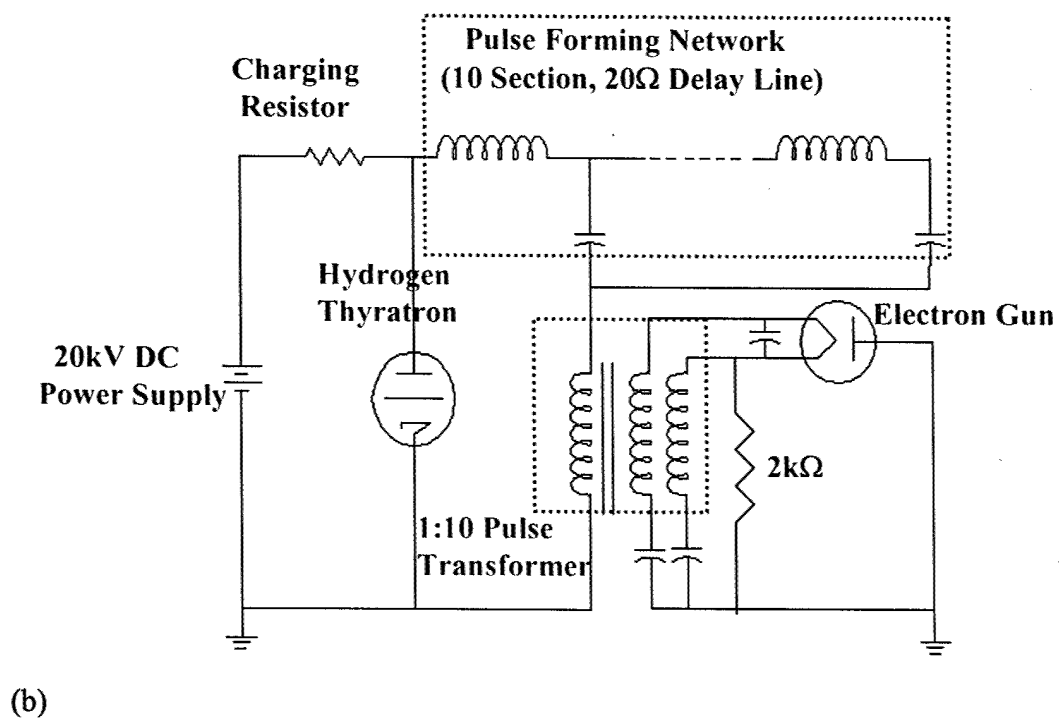 Pulse Forming Network
(10 Section, 20Ω Delay Line)
Charging
Resistor
Hydrogen
Thyratron
Electron Gun
20kV DC
Power Supply
2kΩ
1:10 Pulse
Transformer
(b)